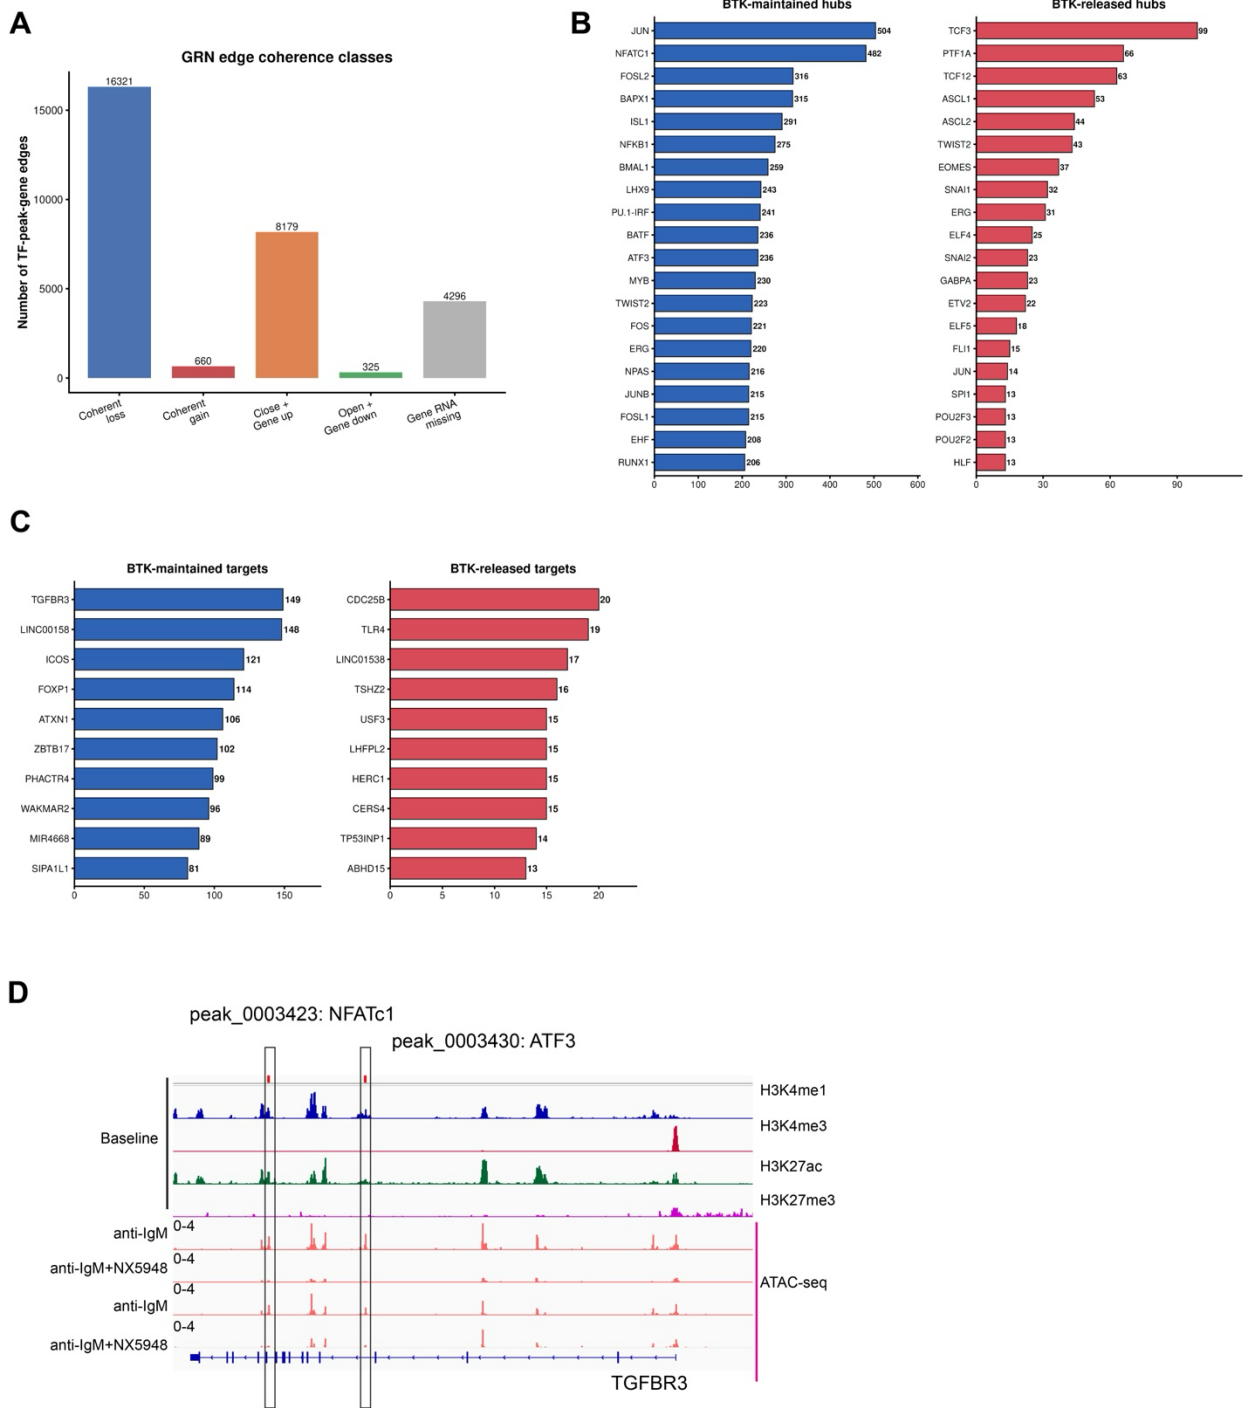 A
GRN edge coherence classes
Number of TF-peak-gene edges
15000
10000
5000
0
16321
660
8179
325
4296
Coherent loss
Coherent gain
Close + Gene up
Open + Gene down
Gene RNA missing
B
BTK-maintained hubs
JUN 504
NFATC1 482
FOSL2 316
BAPX1 315
ISL1 291
NFKB1 275
BMAL1 259
LHX9 243
PU.1-IRF 241
BATF 236
ATF3 236
MYB 230
TWIST2 223
FOS 221
ERG 220
NPAS 216
JUNB 215
FOSL1 215
EHF 208
RUNX1 206
0 100 200 300 400 500 600
BTK-released hubs
TCF3 99
PTF1A 66
TCF12 63
ASCL1 53
ASCL2 44
TWIST2 43
EOMES 37
SNAI1 32
ERG 31
ELF4 25
SNAI2 23
GABPA 23
ETV2 22
ELF5 18
FLI1 15
JUN 14
SPI1 13
POU2F3 13
POU2F2 13
HLF 13
0 30 60 90
C
BTK-maintained targets
TGFBR3 149
LINC00158 148
ICOS 121
FOXP1 114
ATXN1 106
ZBTB17 102
PHACTR4 99
WAKMAR2 96
MIR4668 89
SIPA1L1 81
0 50 100 150
BTK-released targets
CDC25B 20
TLR4 19
LINC01538 17
TSHZ2 16
USF3 15
LHFPL2 15
HERC1 15
CERS4 15
TP53INP1 14
ABHD15 13
0 5 10 15 20
D
peak_0003423: NFATc1
peak_0003430: ATF3
Baseline
H3K4me1
H3K4me3
H3K27ac
H3K27me3
anti-IgM 0-4
anti-IgM+NX5948 0-4
anti-IgM 0-4
anti-IgM+NX5948 0-4
ATAC-seq
TGFBR3